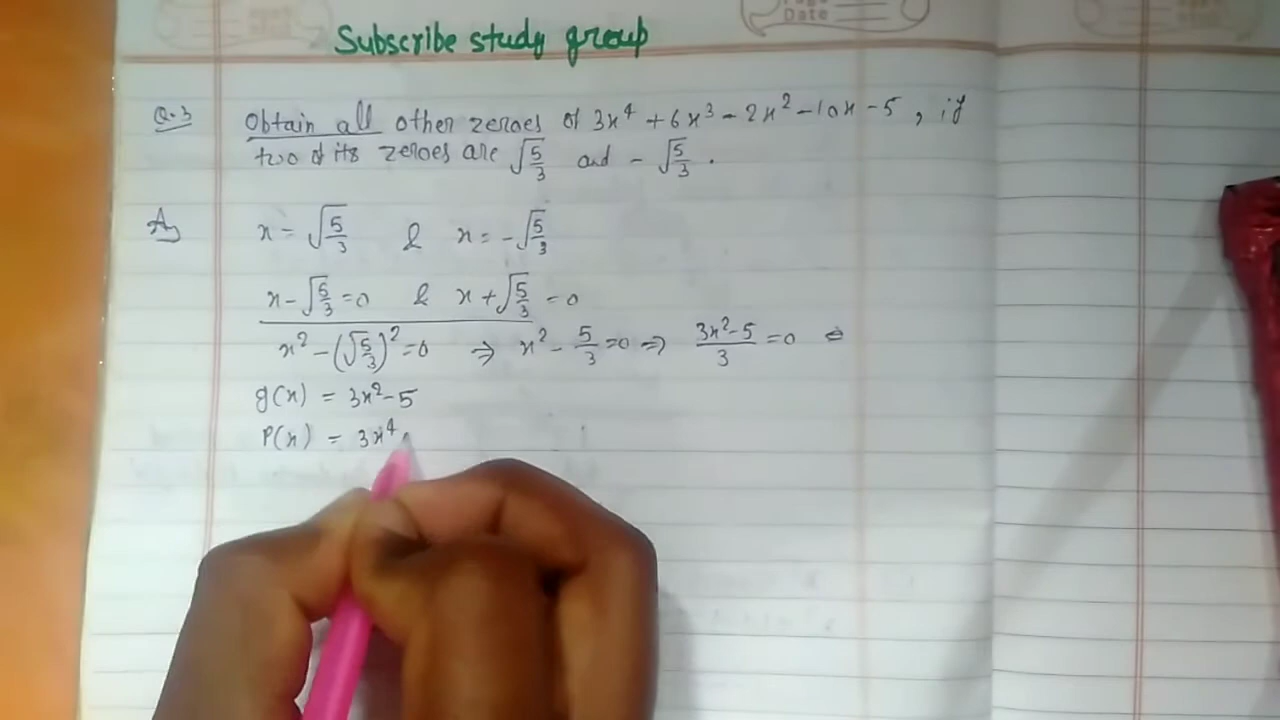 Date
Subscribe study group
Q.3 Obtain all other zeroes of 3x⁴ + 6x³ - 2x² - 10x - 5 , if
two of its zeroes are √5/3 and - √5/3 .
A x = √5/3 & x = - √5/3
x - √5/3 = 0 & x + √5/3 = 0
x² - (√5/3)² = 0 ⇒ x² - 5/3 = 0 ⇒ 3x² - 5/3 = 0 ⇒
g(x) = 3x² - 5
P(x) = 3x⁴